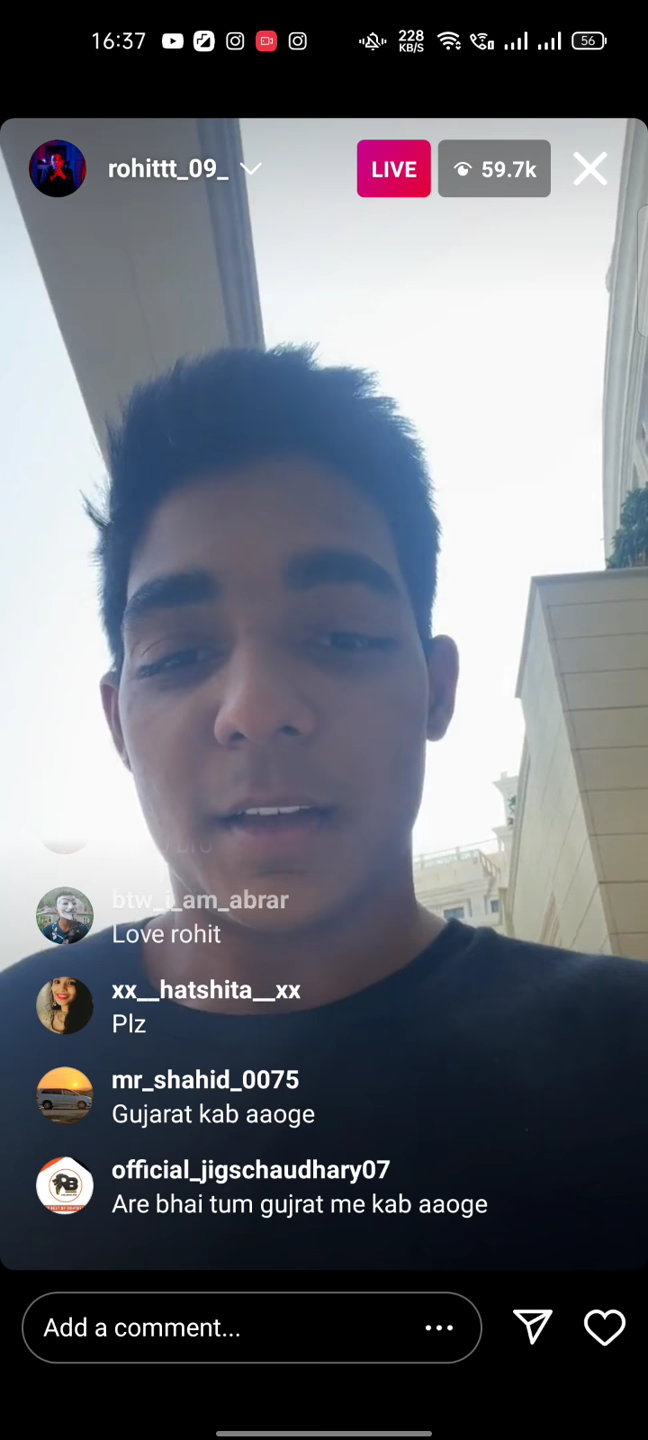 16:37
228
KB/S
56
rohittt_09_
LIVE
59.7k
btw_i_am_abrar
Love rohit
xx__hatshita__xx
Plz
mr_shahid_0075
Gujarat kab aaoge
official_jigschaudhary07
Are bhai tum gujrat me kab aaoge
Add a comment...